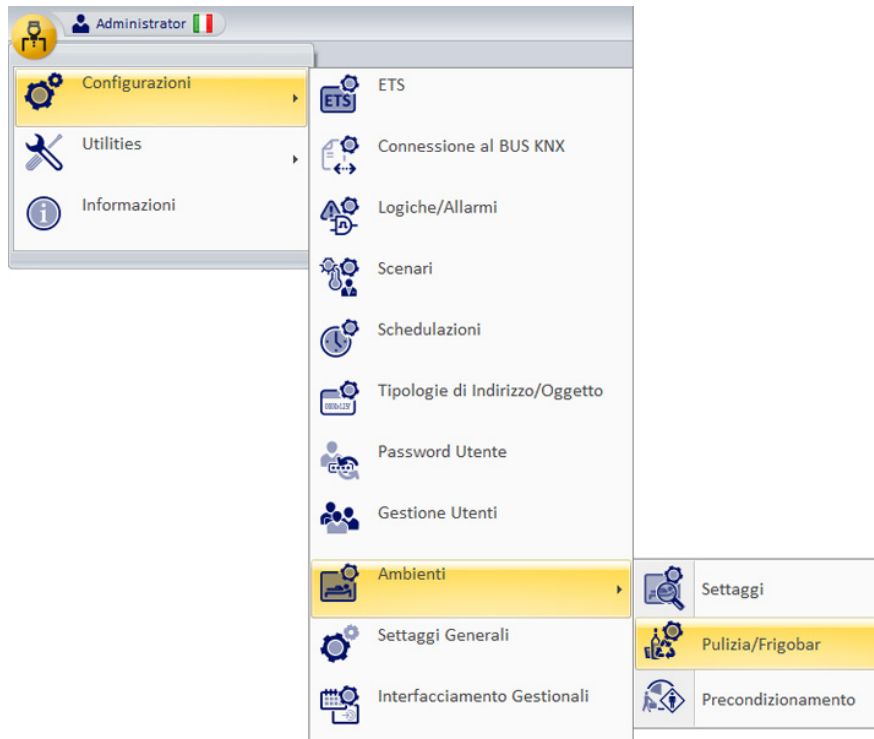 Administrator
Configurazioni
Utilities
Informazioni
ETS
ETS
Connessione al BUS KNX
Logiche/Allarmi
Scenari
Schedulazioni
Tipologie di Indirizzo/Oggetto
Password Utente
Gestione Utenti
Ambienti
Settaggi Generali
Interfacciamento Gestionali
Settaggi
Pulizia/Frigobar
Precondizionamento